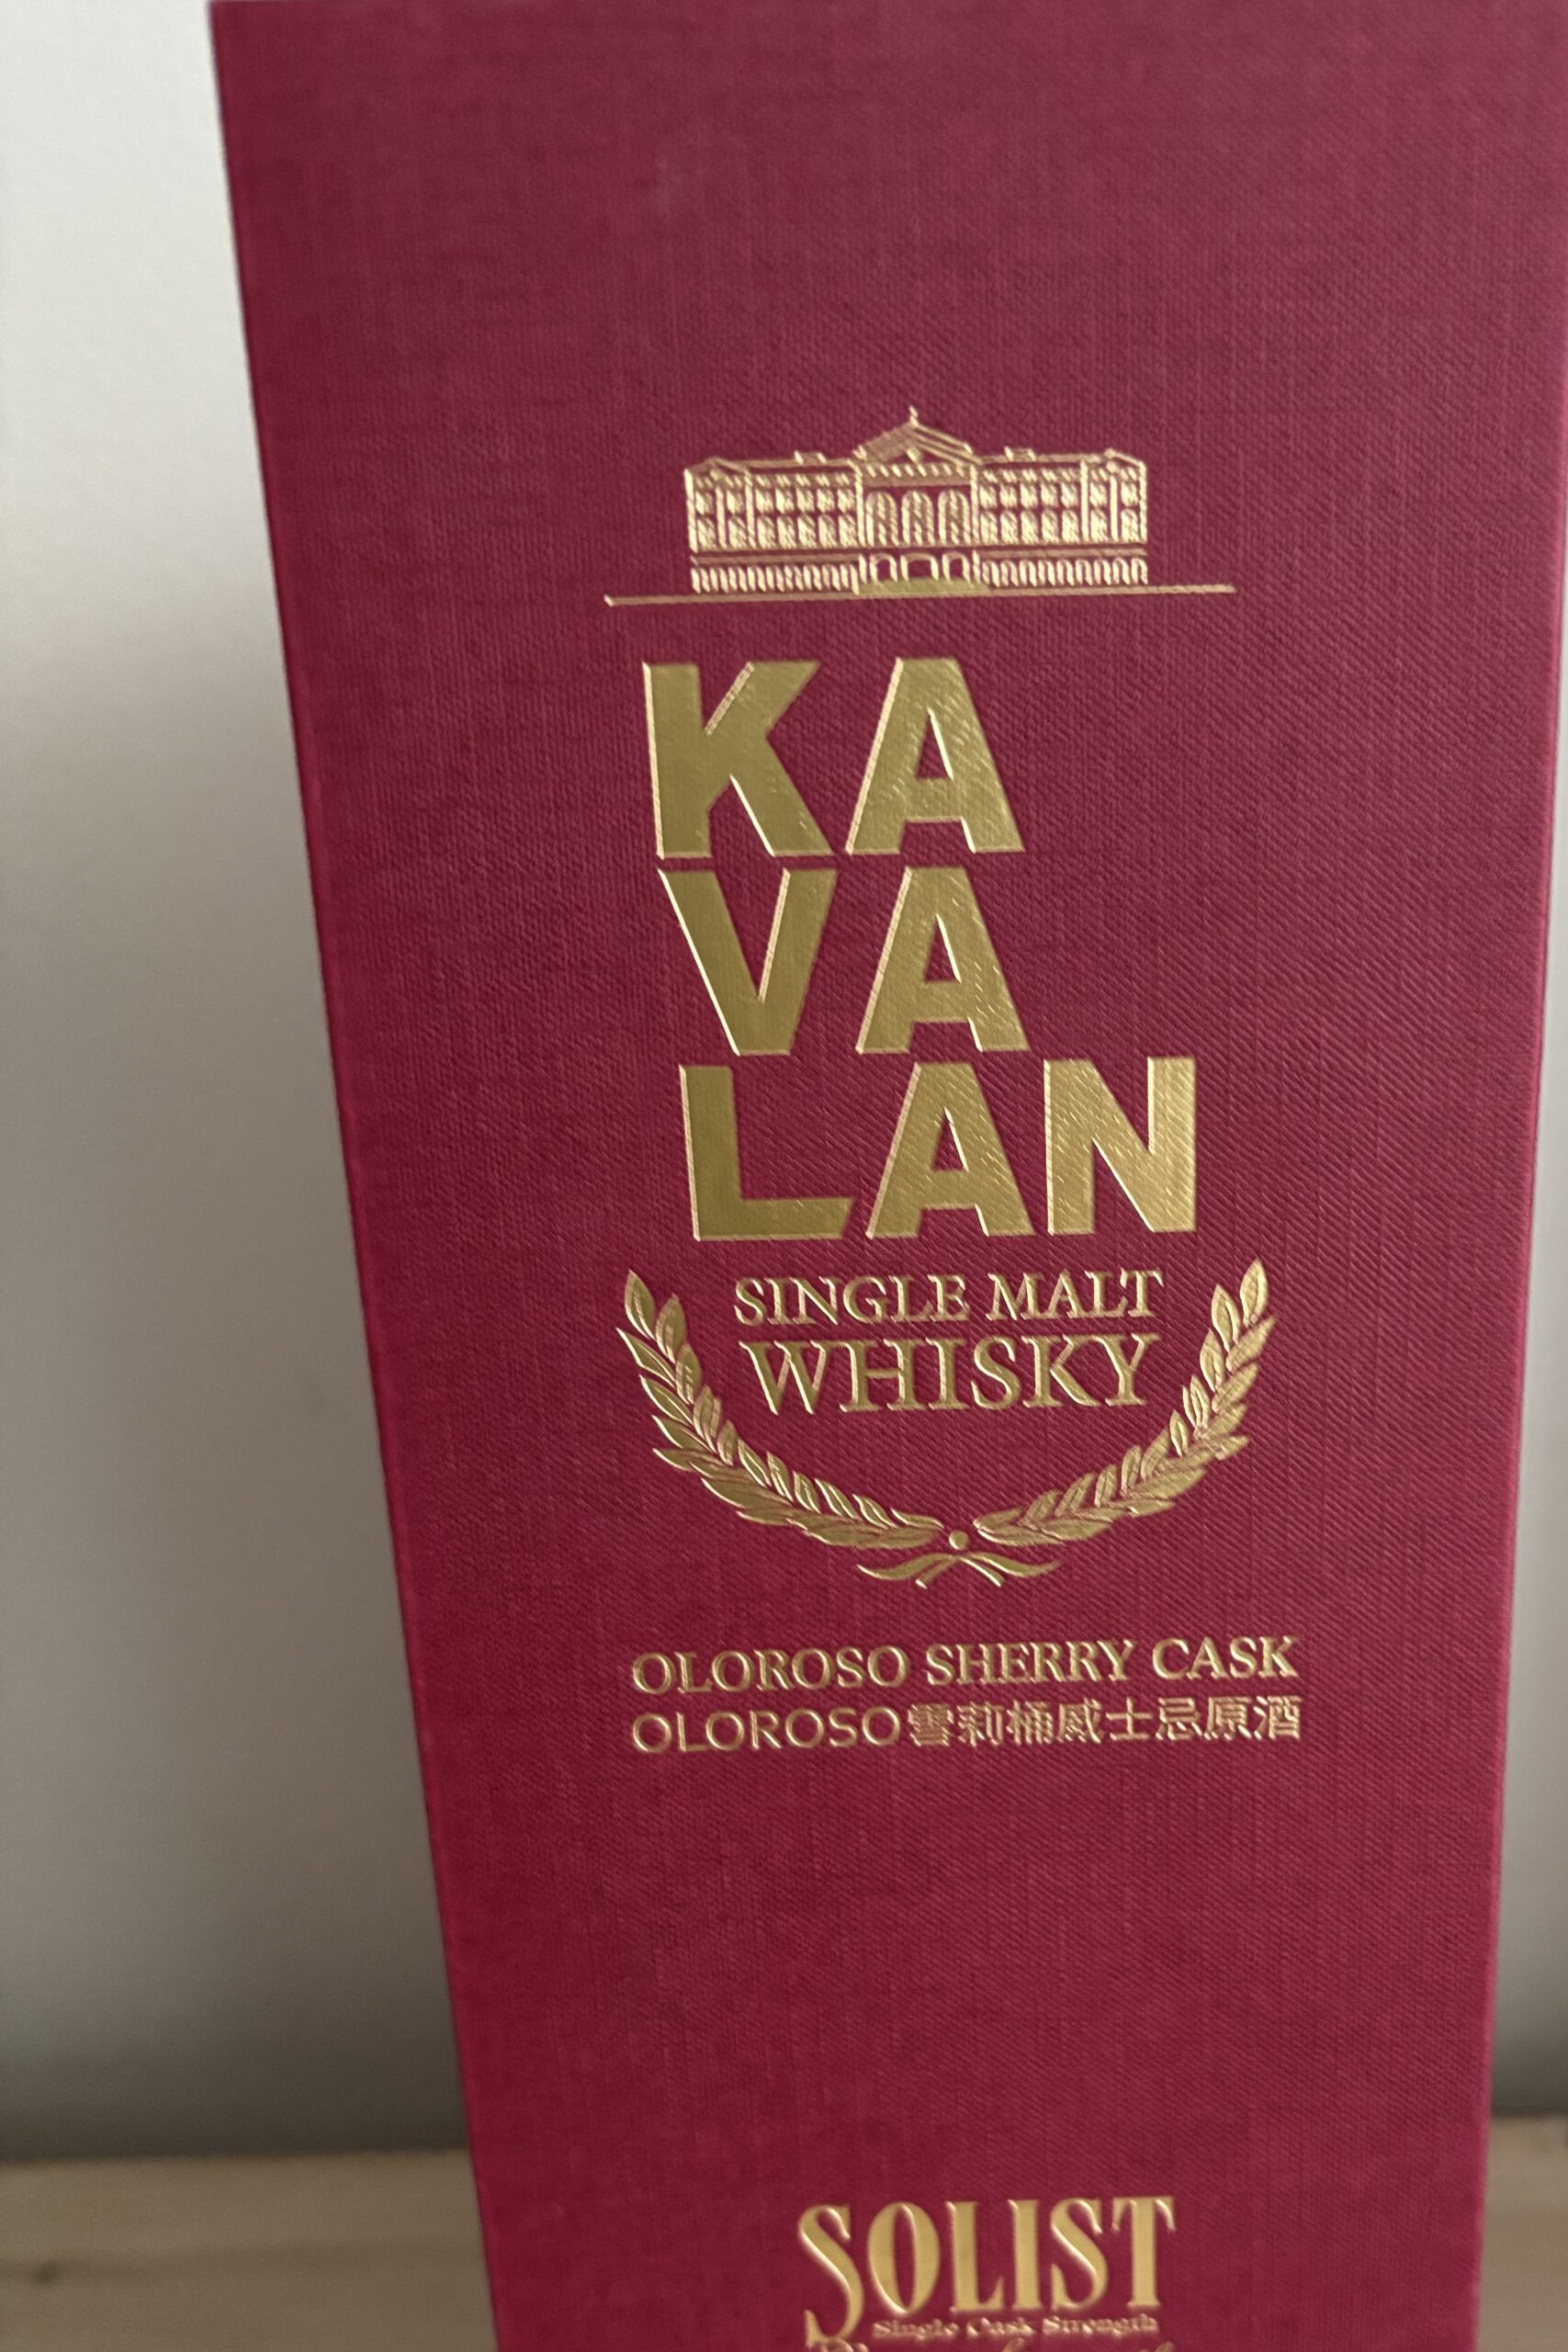 KA
VA
LAN
SINGLE MALT
WHISKY
OLOROSO SHERRY CASK
OLOROSO雪莉桶威士忌原酒
SOLIST
Single Cask Strength